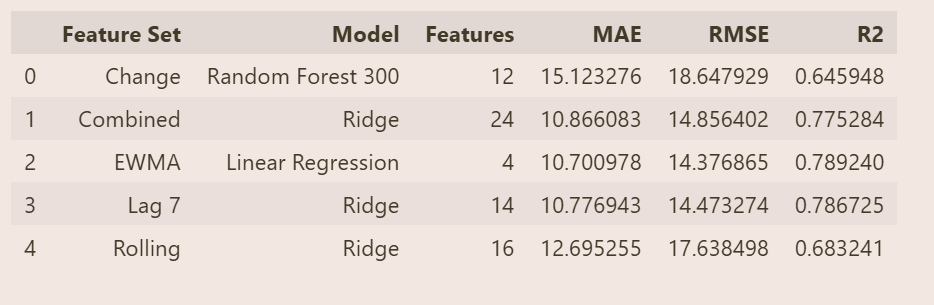 Feature Set Model Features MAE RMSE R2
0 Change Random Forest 300 12 15.123276 18.647929 0.645948
1 Combined Ridge 24 10.866083 14.856402 0.775284
2 EWMA Linear Regression 4 10.700978 14.376865 0.789240
3 Lag 7 Ridge 14 10.776943 14.473274 0.786725
4 Rolling Ridge 16 12.695255 17.638498 0.683241